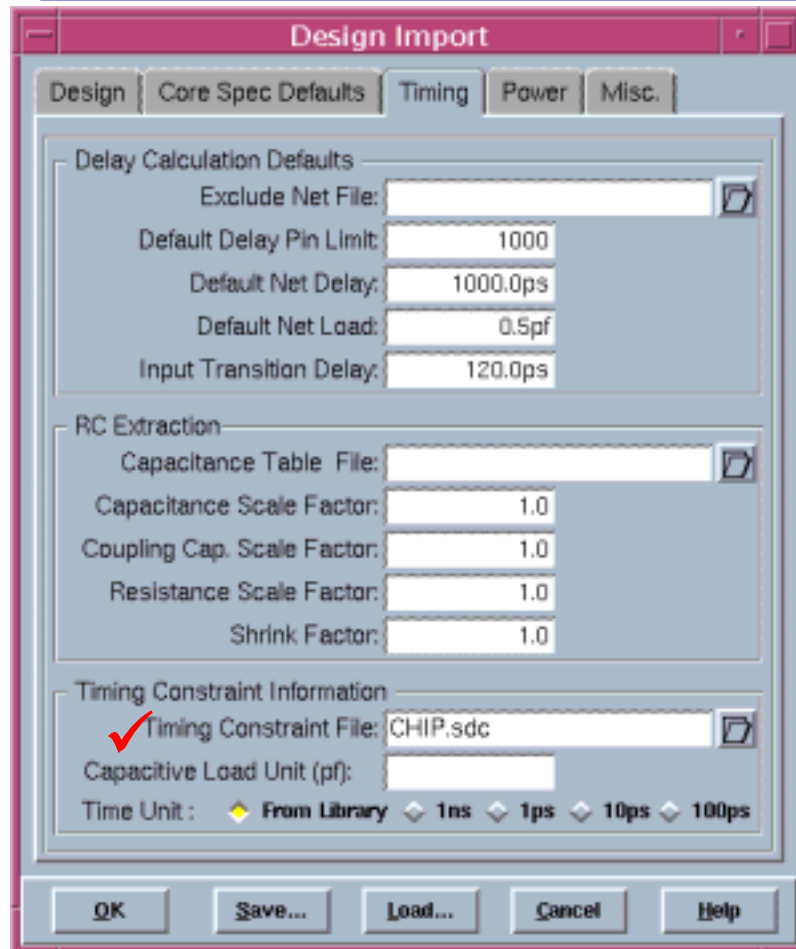 Design Import
Design Core Spec Defaults Timing Power Misc.
Delay Calculation Defaults
Exclude Net File:
Default Delay Pin Limit: 1000
Default Net Delay: 1000.0ps
Default Net Load: 0.5pf
Input Transition Delay: 120.0ps
RC Extraction
Capacitance Table File:
Capacitance Scale Factor: 1.0
Coupling Cap. Scale Factor: 1.0
Resistance Scale Factor: 1.0
Shrink Factor: 1.0
Timing Constraint Information
Timing Constraint File: CHIP.sdc
Capacitive Load Unit (pf):
Time Unit : From Library 1ns 1ps 10ps 100ps
OK Save... Load... Cancel Help